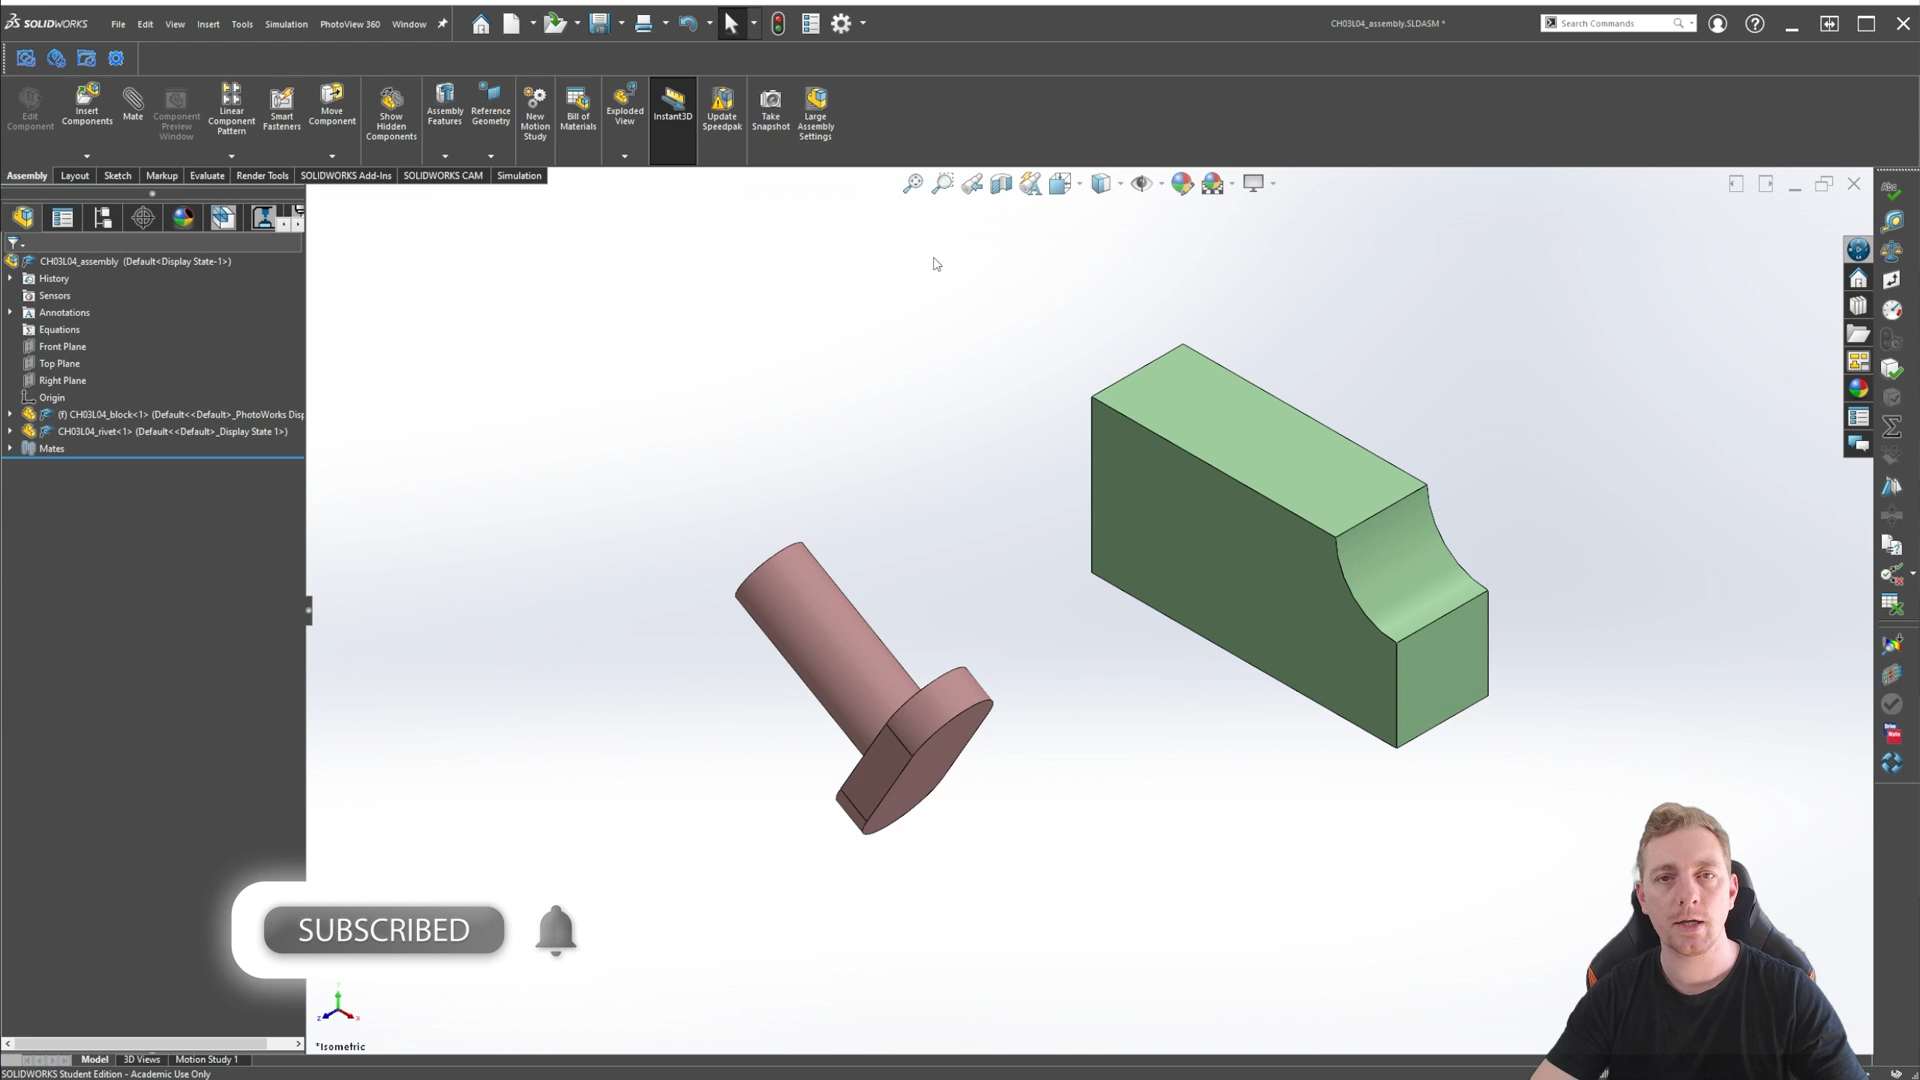 SOLIDWORKS File Edit View Insert Tools Simulation PhotoView 360 Window CH03L04_assembly.SLDASM * Search Commands
Edit Component
Insert Components
Mate
Component Preview Window
Linear Component Pattern
Smart Fasteners
Move Component
Show Hidden Components
Assembly Features
Reference Geometry
New Motion Study
Bill of Materials
Exploded View
Instant3D
Update Speedpak
Take Snapshot
Large Assembly Settings
Assembly Layout Sketch Markup Evaluate Render Tools SOLIDWORKS Add-Ins SOLIDWORKS CAM Simulation
CH03L04_assembly (Default<Display State-1>)
History
Sensors
Annotations
Equations
Front Plane
Top Plane
Right Plane
Origin
(f) CH03L04_block<1> (Default<<Default>_PhotoWorks Disp
CH03L04_rivet<1> (Default<<Default>_Display State 1>)
Mates
SUBSCRIBED
Y
Z X
*Isometric
Model 3D Views Motion Study 1
SOLIDWORKS Student Edition - Academic Use Only